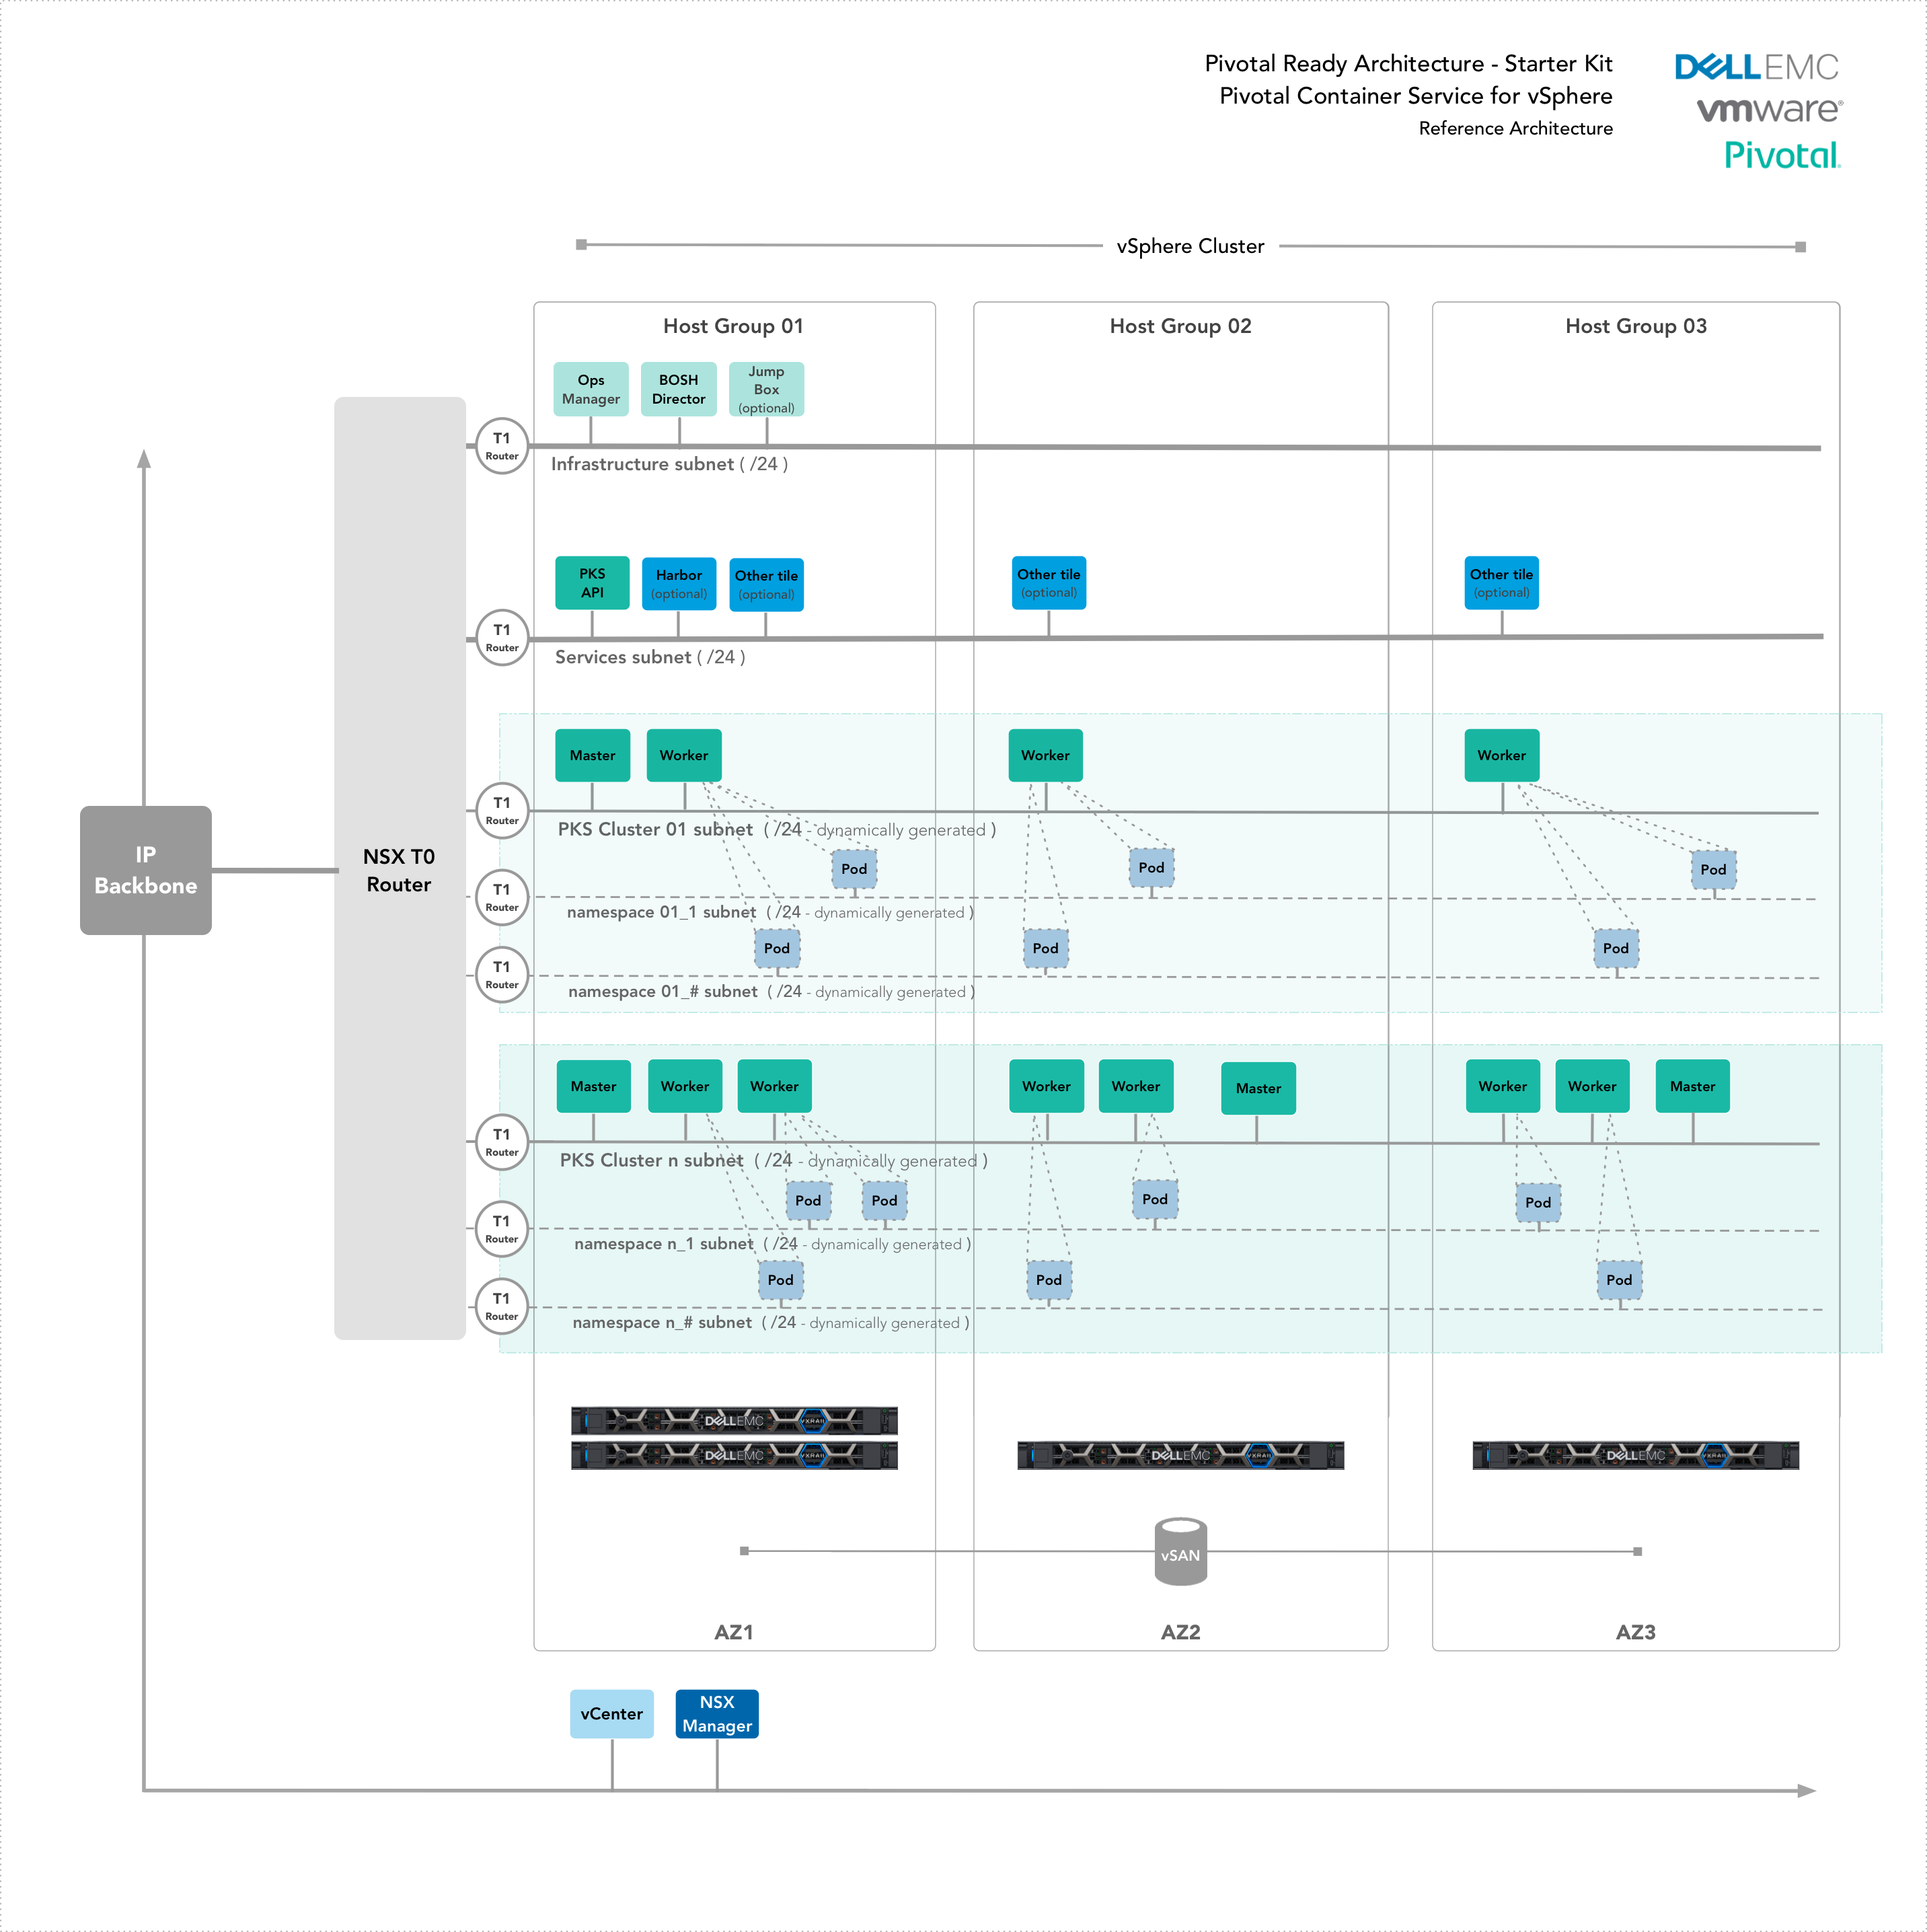 Pivotal Ready Architecture - Starter Kit
Pivotal Container Service for vSphere
Reference Architecture
DELLEMC
vmware®
Pivotal.
vSphere Cluster
Host Group 01
Host Group 02
Host Group 03
Ops
Manager
BOSH
Director
Jump
Box
(optional)
T1
Router
Infrastructure subnet ( /24 )
PKS
API
Harbor
(optional)
Other tile
(optional)
Other tile
(optional)
Other tile
(optional)
T1
Router
Services subnet ( /24 )
Master
Worker
Worker
Worker
T1
Router
PKS Cluster 01 subnet ( /24 - dynamically generated )
IP
Backbone
NSX T0
Router
Pod
Pod
Pod
T1
Router
namespace 01_1 subnet ( /24 - dynamically generated )
Pod
Pod
Pod
T1
Router
namespace 01_# subnet ( /24 - dynamically generated )
Master
Worker
Worker
Worker
Worker
Master
Worker
Worker
Master
T1
Router
PKS Cluster n subnet ( /24 - dynamically generated )
Pod
Pod
Pod
Pod
T1
Router
namespace n_1 subnet ( /24 - dynamically generated )
Pod
Pod
Pod
T1
Router
namespace n_# subnet ( /24 - dynamically generated )
DELLEMC VXRAIL
DELLEMC VXRAIL
DELLEMC VXRAIL
DELLEMC VXRAIL
vSAN
AZ1
AZ2
AZ3
vCenter
NSX
Manager